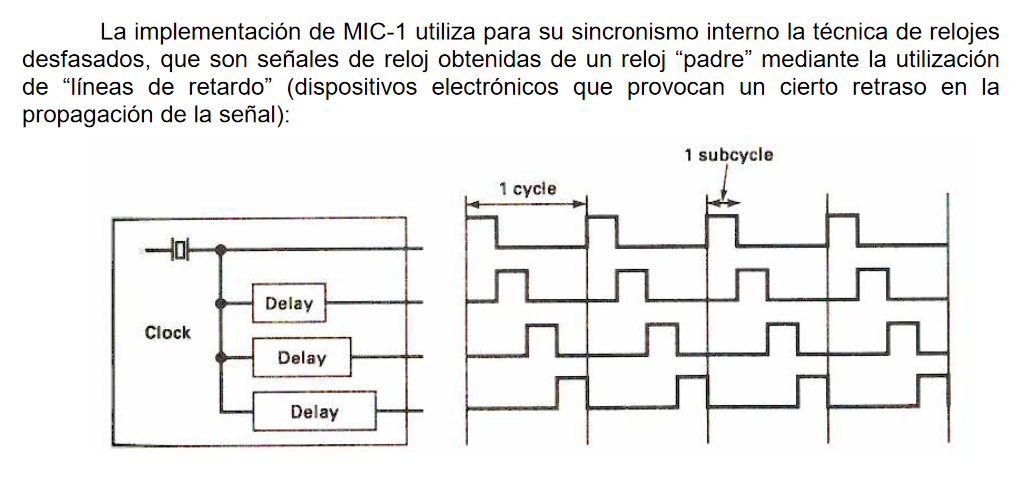 La implementación de MIC-1 utiliza para su sincronismo interno la técnica de relojes
desfasados, que son señales de reloj obtenidas de un reloj “padre” mediante la utilización
de “líneas de retardo” (dispositivos electrónicos que provocan un cierto retraso en la
propagación de la señal):
1 subcycle
1 cycle
Delay
Clock
Delay
Delay